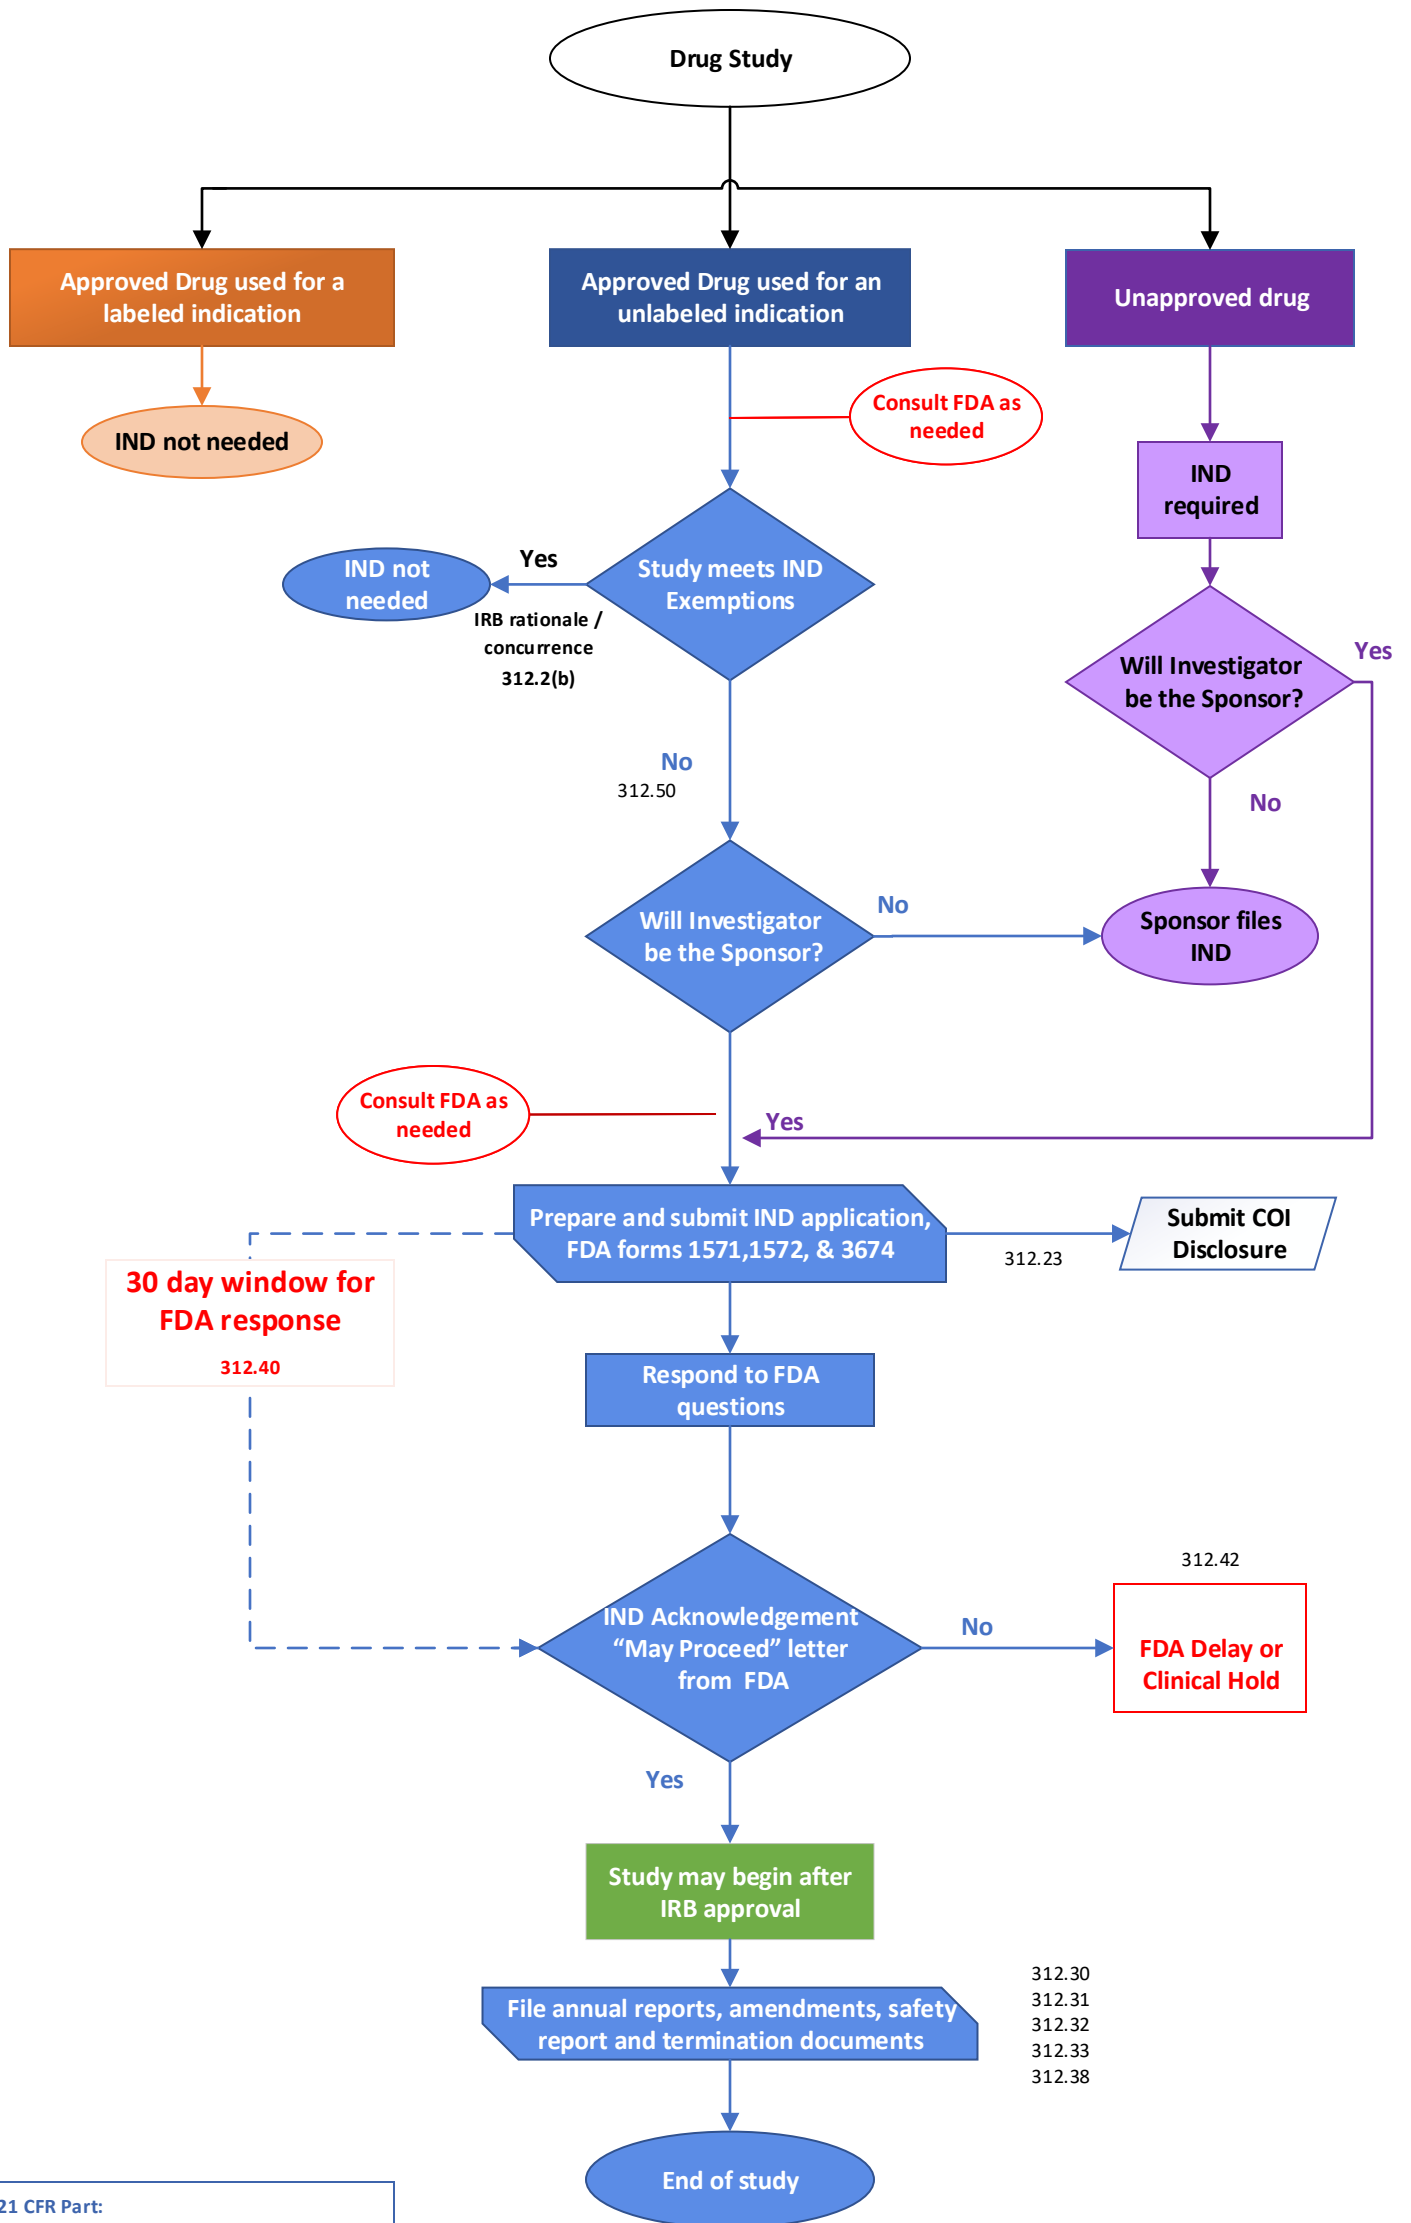 Drug Study
Approved Drug used for a
labeled indication
Approved Drug used for an
unlabeled indication
Unapproved drug
IND not needed
Consult FDA as
needed
IND
required
Study meets IND
Exemptions
Yes
IND not
needed
IRB rationale /
concurrence
312.2(b)
Will Investigator
be the Sponsor?
Yes
No
No
312.50
Will Investigator
be the Sponsor?
No
Sponsor files
IND
Consult FDA as
needed
Yes
Prepare and submit IND application,
FDA forms 1571,1572, & 3674
312.23
Submit COI
Disclosure
30 day window for
FDA response
312.40
Respond to FDA
questions
IND Acknowledgement
“May Proceed” letter
from  FDA
No
312.42
FDA Delay or
Clinical Hold
Yes
Study may begin after
IRB approval
File annual reports, amendments, safety
report and termination documents
312.30
312.31
312.32
312.33
312.38
End of study
21 CFR Part: